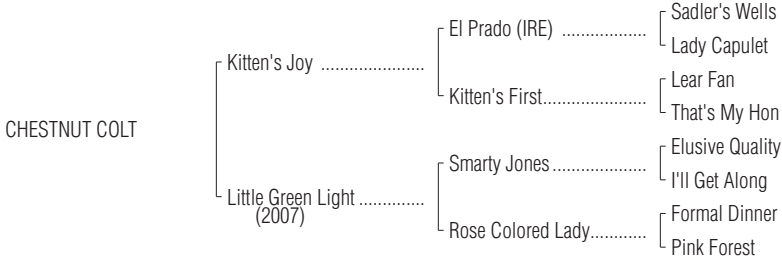 Sadler's Wells
El Prado (IRE) ..................
Lady Capulet
Kitten's Joy ......................
Lear Fan
Kitten's First......................
That's My Hon
CHESTNUT COLT
Elusive Quality
Smarty Jones....................
I'll Get Along
Little Green Light ..............
(2007)
Formal Dinner
Rose Colored Lady............
Pink Forest